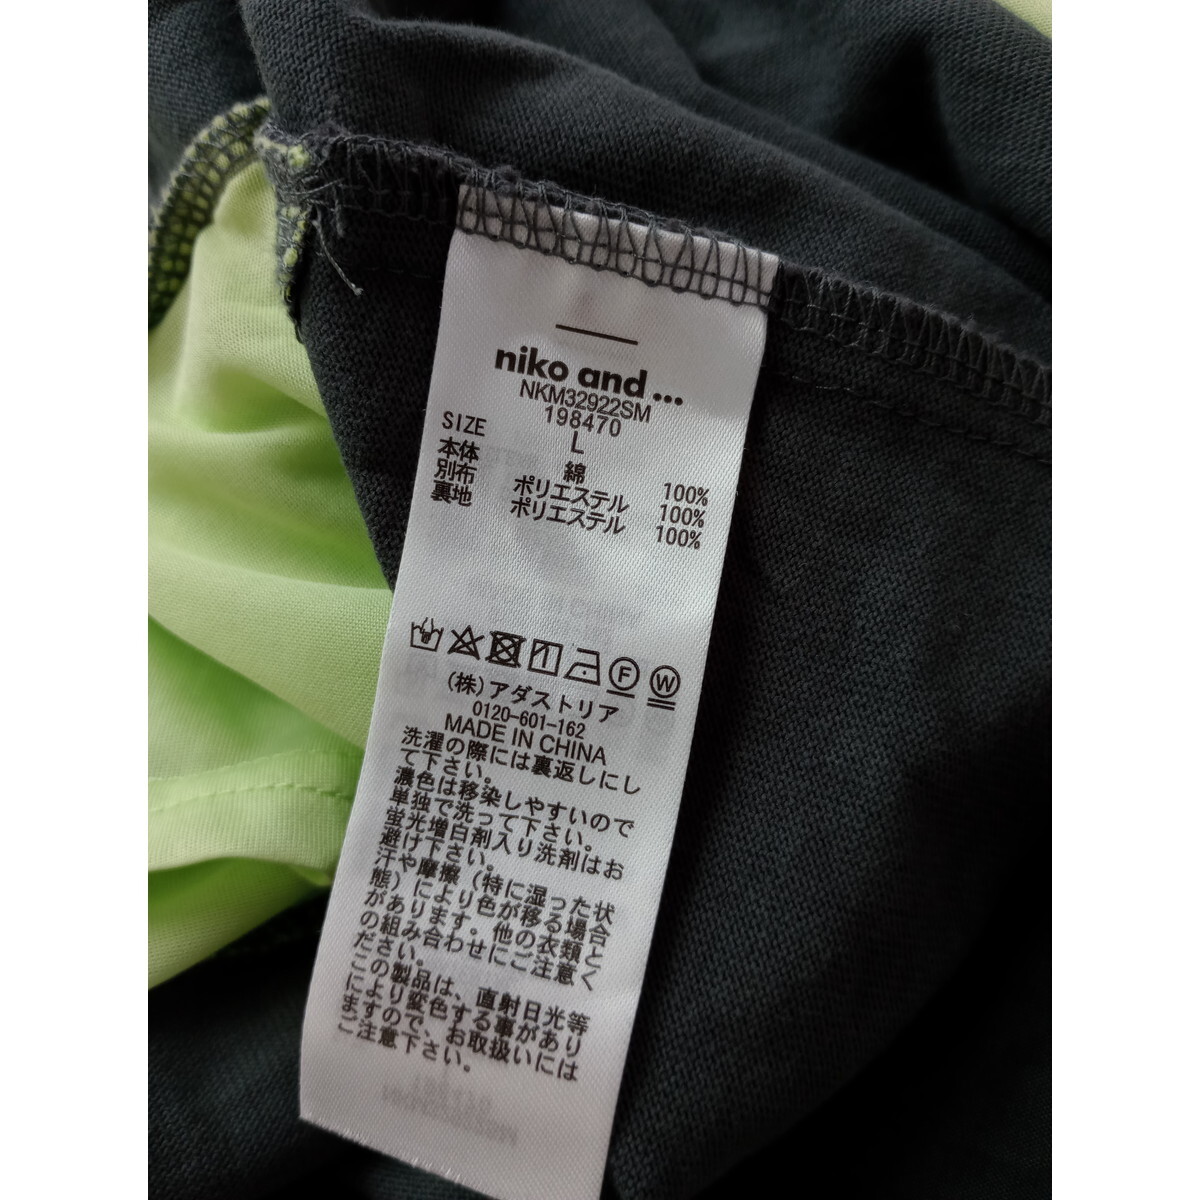 niko and ...
NKM32922SM
198470
SIZE L
本体 綿 100%
別布 ポリエステル 100%
裏地 ポリエステル 100%
F W
(株)アダストリア
0120-601-162
MADE IN CHINA
洗濯の際には裏返しにし
て下さい。
濃色は移染しやすいので
単独で洗って下さい。
蛍光増白剤入り洗剤はお
避け下さい。
汗や摩擦（特に湿った状
態）により色が移る場合
があります。他の衣類と
の組み合わせにご注意く
ださい。
この製品は、直射日光等
により変色する事があり
ますので、お取扱いには
ご注意下さい。